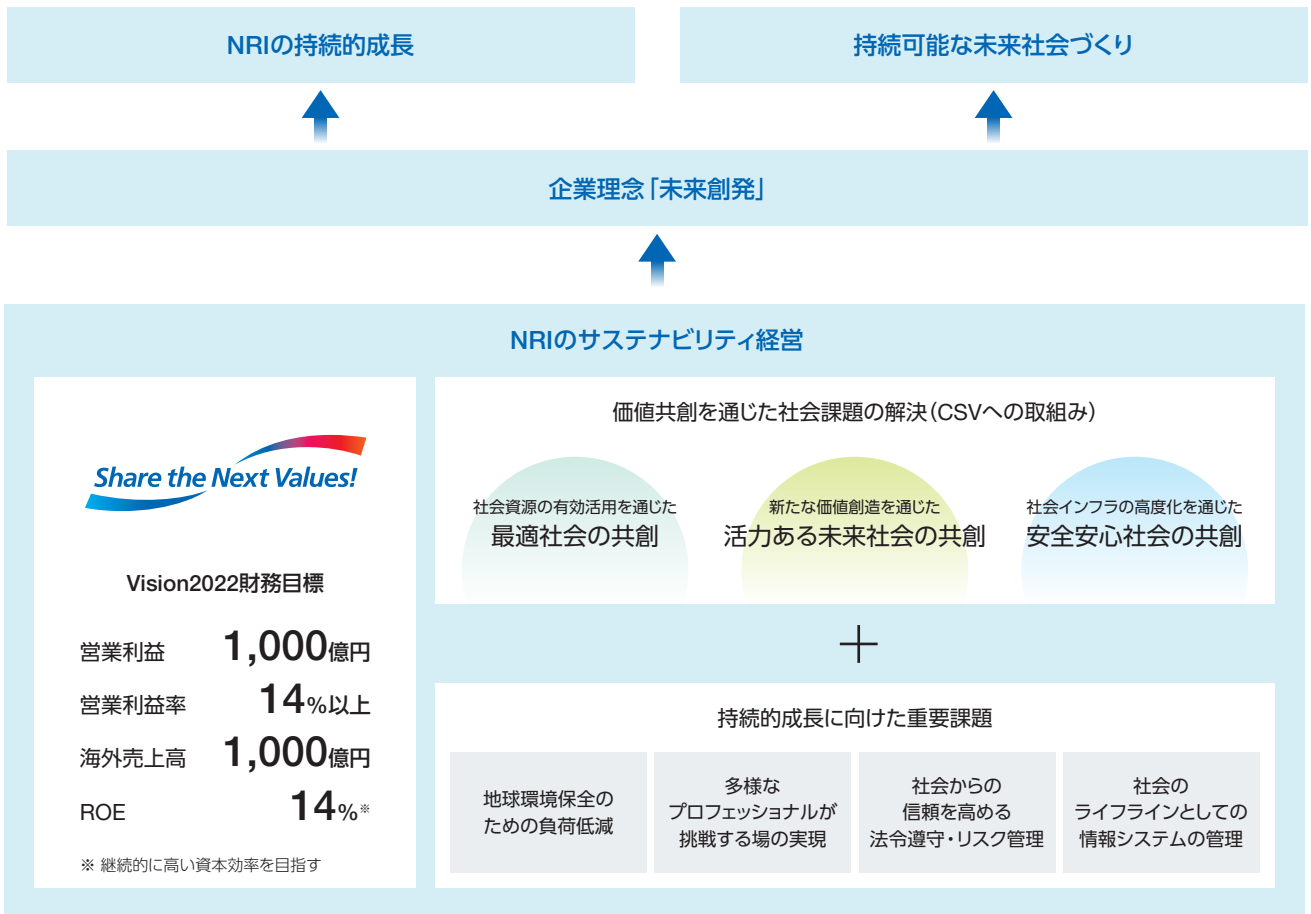 NRIの持続的成長
持続可能な未来社会づくり
企業理念「未来創発」
NRIのサステナビリティ経営
Share the Next Values!
Vision2022財務目標
営業利益 1,000億円
営業利益率 14%以上
海外売上高 1,000億円
ROE 14%※
※ 継続的に高い資本効率を目指す
価値共創を通じた社会課題の解決（CSVへの取組み）
社会資源の有効活用を通じた
最適社会の共創
新たな価値創造を通じた
活力ある未来社会の共創
社会インフラの高度化を通じた
安全安心社会の共創
＋
持続的成長に向けた重要課題
地球環境保全の
ための負荷低減
多様な
プロフェッショナルが
挑戦する場の実現
社会からの
信頼を高める
法令遵守・リスク管理
社会の
ライフラインとしての
情報システムの管理